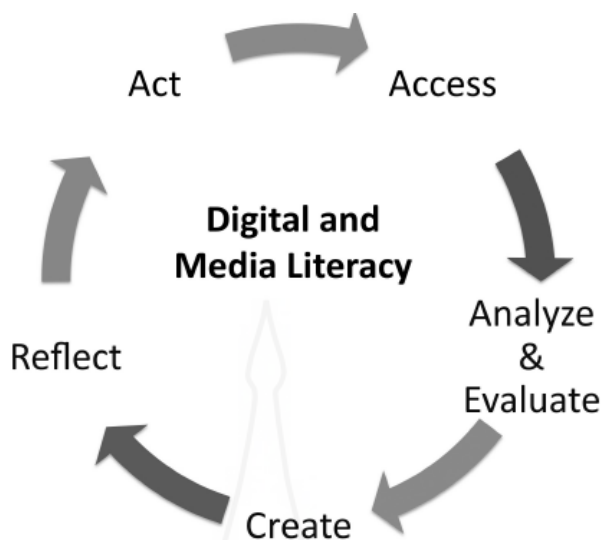 Act
Access
Digital and
Media Literacy
Analyze
&
Evaluate
Reflect
Create